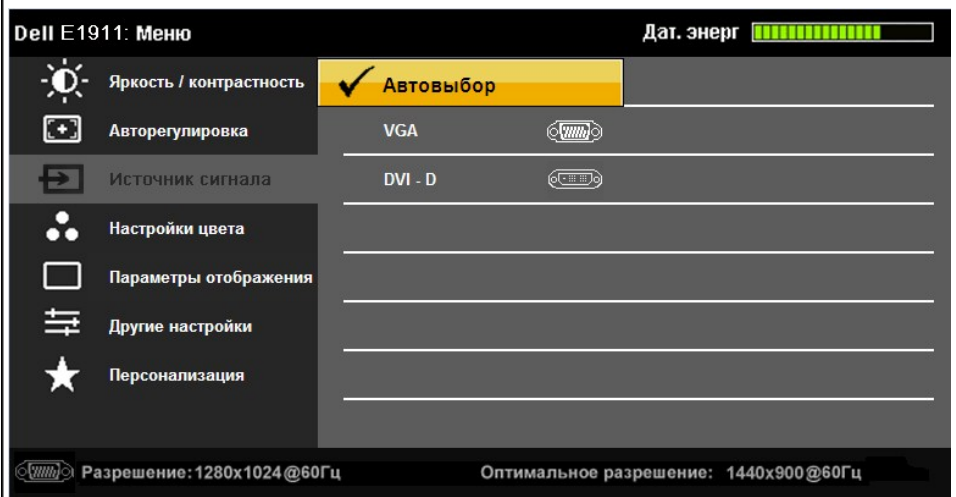 Dell E1911: Меню
Дат. энерг
Яркость / контрастность
Автовыбор
Авторегулировка
VGA
Источник сигнала
DVI - D
Настройки цвета
Параметры отображения
Другие настройки
Персонализация
Разрешение:1280x1024@60Гц
Оптимальное разрешение: 1440x900@60Гц